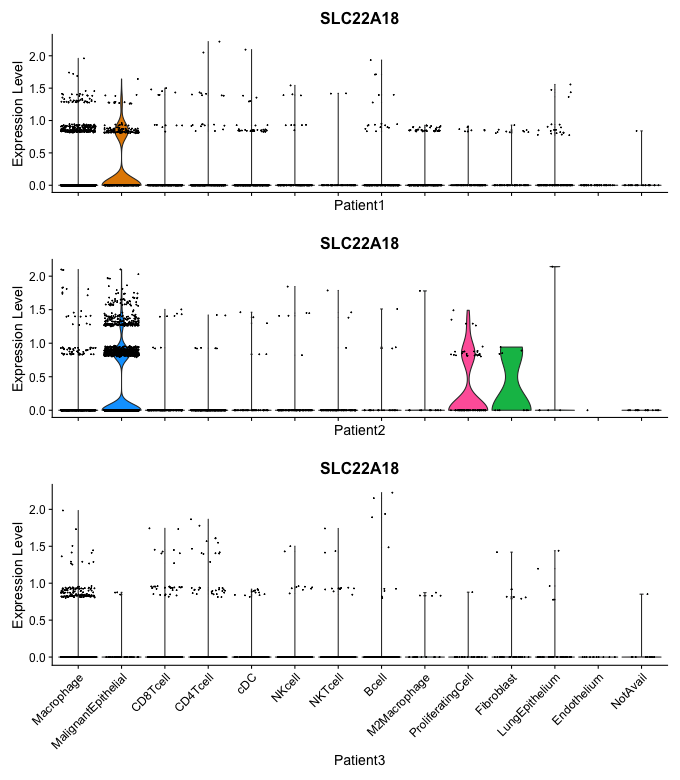 SLC22A18
Expression Level
2.0
1.5
1.0
0.5
0.0
Patient1
SLC22A18
Expression Level
2.0
1.5
1.0
0.5
0.0
Patient2
SLC22A18
Expression Level
2.0
1.5
1.0
0.5
0.0
Macrophage
MalignantEpithelial
CD8Tcell
CD4Tcell
cDC
NKcell
NKTcell
Bcell
M2Macrophage
ProliferatingCell
Fibroblast
LungEpithelium
Endothelium
NotAvail
Patient3